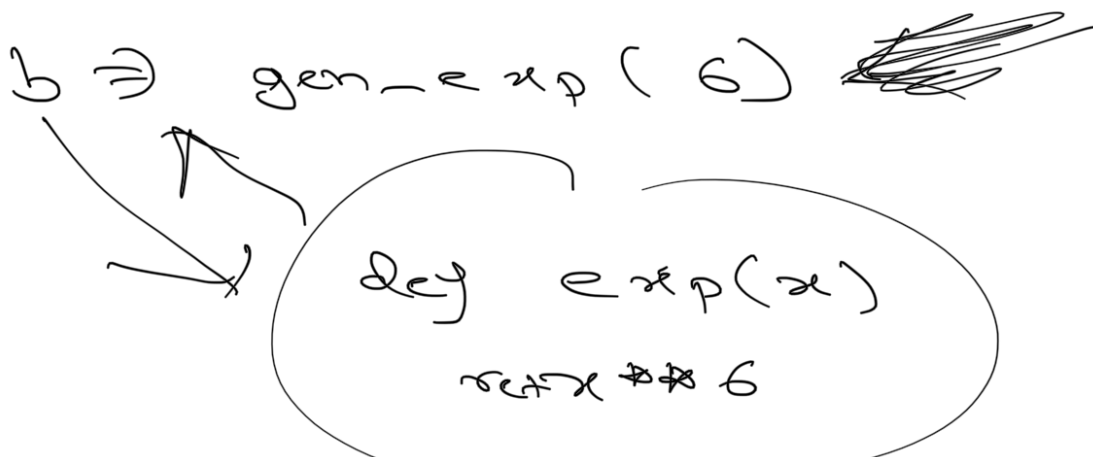 b ⇒ gen_exp(6)
def exp(x)
ret x ** 6